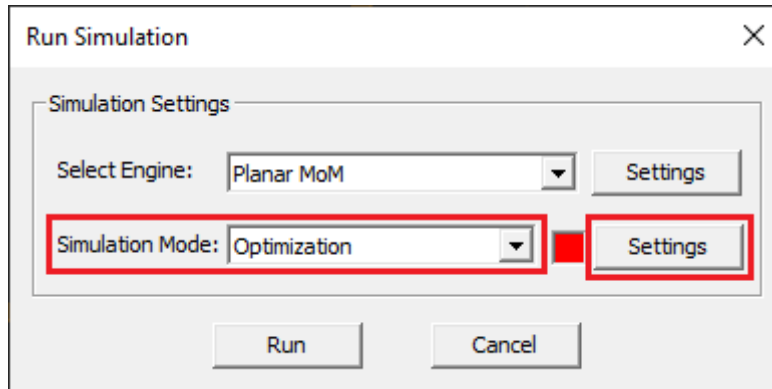 Run Simulation
Simulation Settings
Select Engine: Planar MoM Settings
Simulation Mode: Optimization Settings
Run Cancel